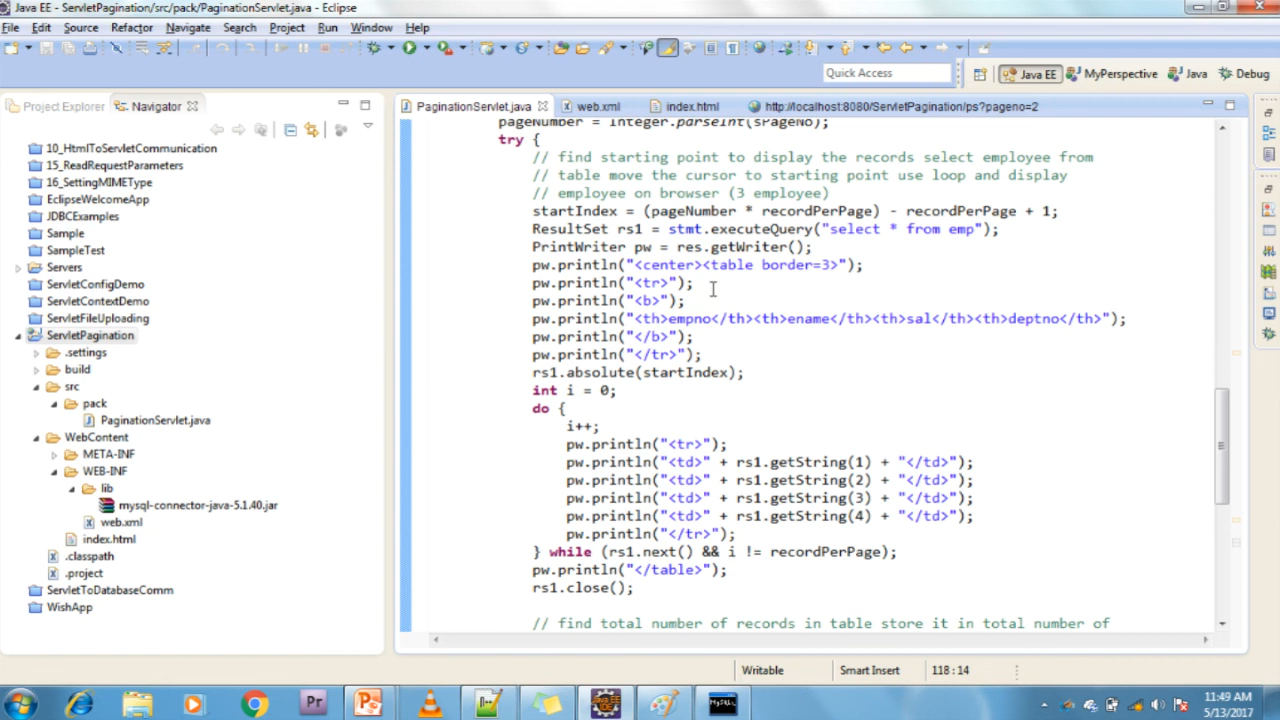 Java EE - ServletPagination/src/pack/PaginationServlet.java - Eclipse
File Edit Source Refactor Navigate Search Project Run Window Help
Quick Access
Java EE MyPerspective Java Debug
Project Explorer Navigator
10_HtmlToServletCommunication
15_ReadRequestParameters
16_SettingMIMEType
EclipseWelcomeApp
JDBCExamples
Sample
SampleTest
Servers
ServletConfigDemo
ServletContextDemo
ServletFileUploading
ServletPagination
.settings
build
src
pack
PaginationServlet.java
WebContent
META-INF
WEB-INF
lib
mysql-connector-java-5.1.40.jar
web.xml
index.html
.classpath
.project
ServletToDatabaseComm
WishApp
PaginationServlet.java web.xml index.html http://localhost:8080/ServletPagination/ps?pageno=2
pageNumber = Integer.parseInt(sPageNo);
try {
// find starting point to display the records select employee from
// table move the cursor to starting point use loop and display
// employee on browser (3 employee)
startIndex = (pageNumber * recordPerPage) - recordPerPage + 1;
ResultSet rs1 = stmt.executeQuery("select * from emp");
PrintWriter pw = res.getWriter();
pw.println("<center><table border=3>");
pw.println("<tr>");
pw.println("<b>");
pw.println("<th>empno</th><th>ename</th><th>sal</th><th>deptno</th>");
pw.println("</b>");
pw.println("</tr>");
rs1.absolute(startIndex);
int i = 0;
do {
i++;
pw.println("<tr>");
pw.println("<td>" + rs1.getString(1) + "</td>");
pw.println("<td>" + rs1.getString(2) + "</td>");
pw.println("<td>" + rs1.getString(3) + "</td>");
pw.println("<td>" + rs1.getString(4) + "</td>");
pw.println("</tr>");
} while (rs1.next() && i != recordPerPage);
pw.println("</table>");
rs1.close();
// find total number of records in table store it in total number of
Writable Smart Insert 118 : 14
Pr
11:49 AM
5/13/2017